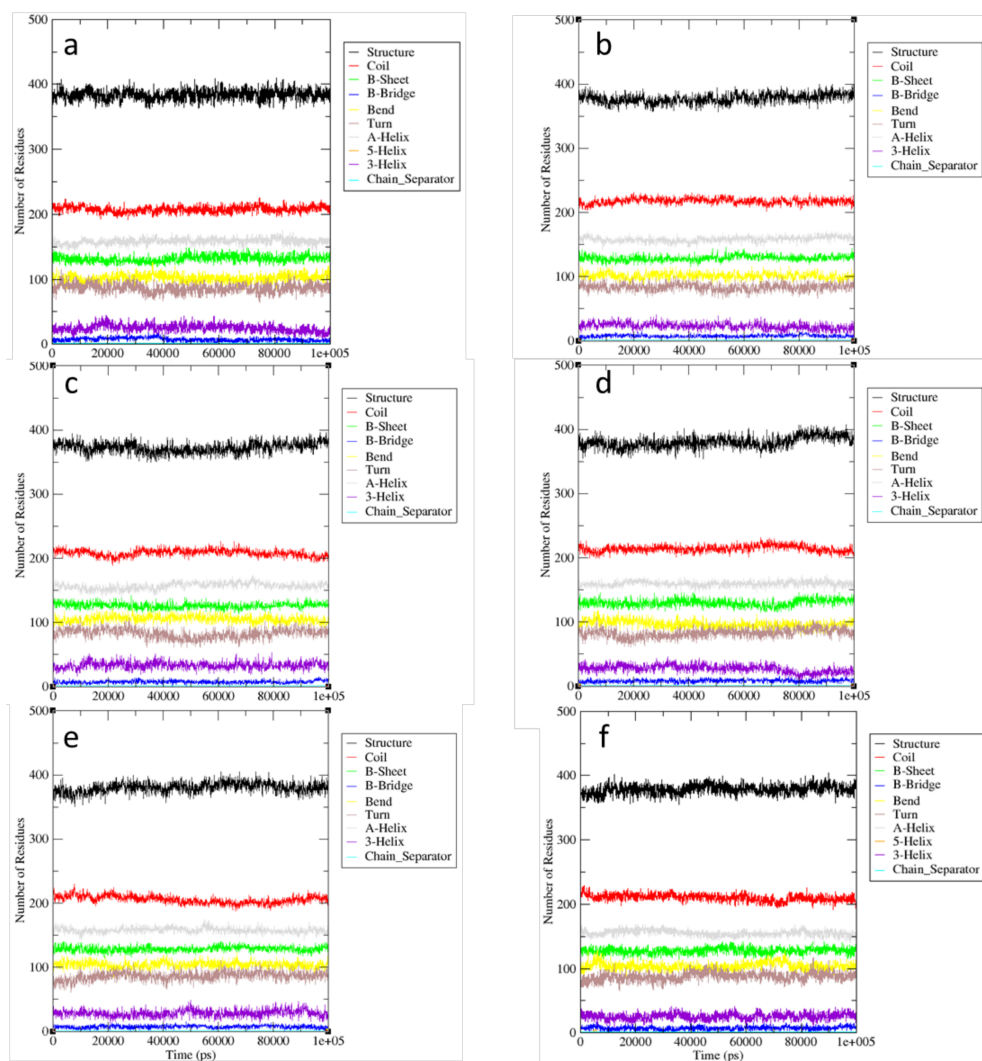 a
500
400
300
200
100
0
Number of Residues
0 20000 40000 60000 80000 1e+05
Structure
Coil
B-Sheet
B-Bridge
Bend
Turn
A-Helix
5-Helix
3-Helix
Chain_Separator
b
500
400
300
200
100
0
Number of Residues
0 20000 40000 60000 80000 1e+05
Structure
Coil
B-Sheet
B-Bridge
Bend
Turn
A-Helix
5-Helix
3-Helix
Chain_Separator
c
500
400
300
200
100
0
Number of Residues
0 20000 40000 60000 80000 1e+05
Structure
Coil
B-Sheet
B-Bridge
Bend
Turn
A-Helix
3-Helix
Chain_Separator
d
500
400
300
200
100
0
Number of Residues
0 20000 40000 60000 80000 1e+05
Structure
Coil
B-Sheet
B-Bridge
Bend
Turn
A-Helix
3-Helix
Chain_Separator
e
500
400
300
200
100
0
Number of Residues
0 20000 40000 60000 80000 1e+05
Time (ps)
Structure
Coil
B-Sheet
B-Bridge
Bend
Turn
A-Helix
3-Helix
Chain_Separator
f
500
400
300
200
100
0
Number of Residues
0 20000 40000 60000 80000 1e+005
Time (ps)
Structure
Coil
B-Sheet
B-Bridge
Bend
Turn
A-Helix
5-Helix
3-Helix
Chain_Separator